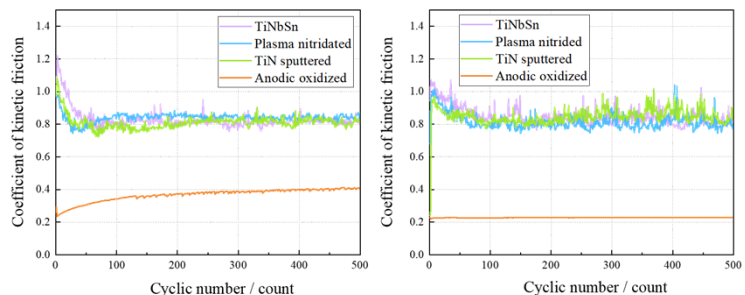 Coefficient of kinetic friction
1.4
1.2
1.0
0.8
0.6
0.4
0.2
0.0
TiNbSn
Plasma nitridated
TiN sputtered
Anodic oxidized
0
100
200
300
400
500
Cyclic number / count
Coefficient of kinetic friction
1.4
1.2
1.0
0.8
0.6
0.4
0.2
0.0
TiNbSn
Plasma nitrided
TiN sputtered
Anodic oxidized
0
100
200
300
400
500
Cyclic number / count